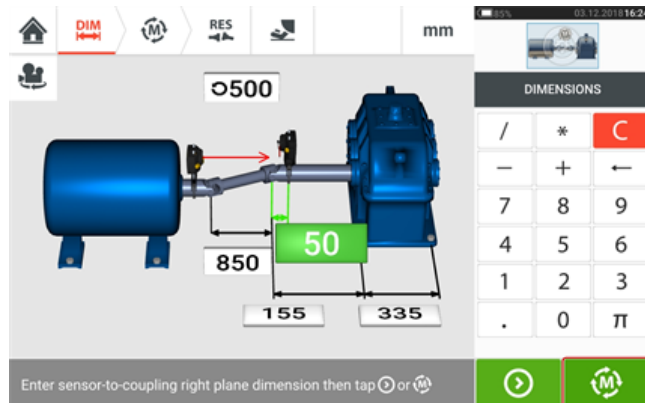 DIM
M
RES
mm
85%
03.12.2018 16:24
DIMENSIONS
500
50
850
155
335
/ * C
− + ←
7 8 9
4 5 6
1 2 3
. 0 π
Enter sensor-to-coupling right plane dimension then tap or M
M